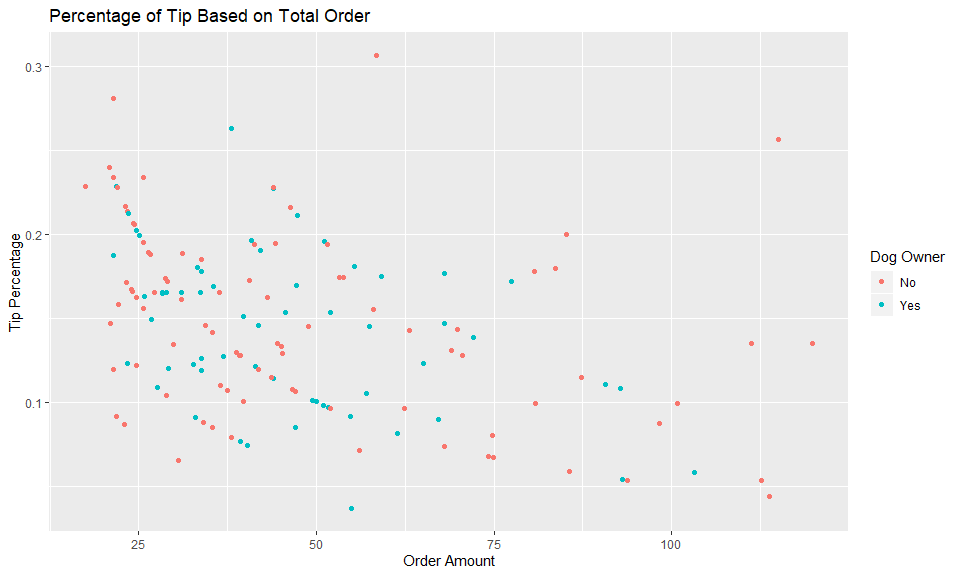 Percentage of Tip Based on Total Order
0.3
0.2
0.1
Tip Percentage
25 50 75 100
Order Amount
Dog Owner
No
Yes